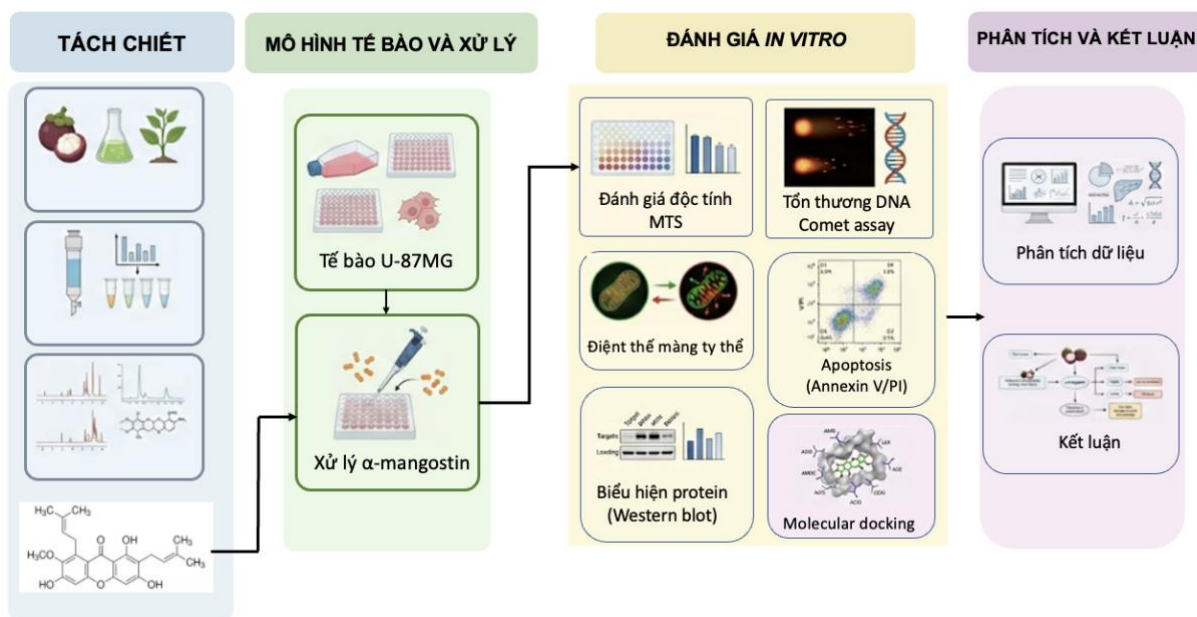 TÁCH CHIẾT
MÔ HÌNH TẾ BÀO VÀ XỬ LÝ
ĐÁNH GIÁ IN VITRO
PHÂN TÍCH VÀ KẾT LUẬN
Tế bào U-87MG
Xử lý α-mangostin
Đánh giá độc tính
MTS
Tổn thương DNA
Comet assay
Điệnt thế màng ty thể
Apoptosis
(Annexin V/PI)
Targets
Loading
Biểu hiện protein
(Western blot)
Molecular docking
Phân tích dữ liệu
Kết luận
H₃C
CH₃
H₃CO
O
OH
CH₃
CH₃
HO
O
OH